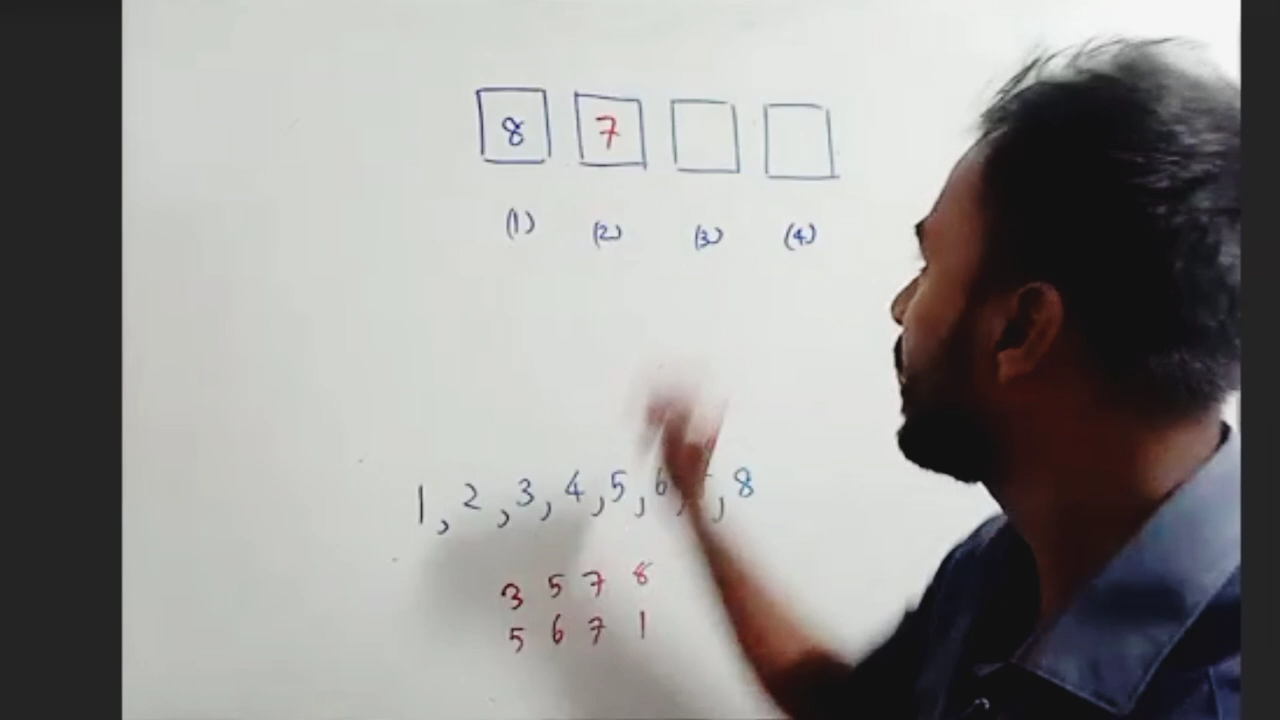 8 7
(1) (2) (3) (4)
1, 2, 3, 4, 5, 6, , 8
3 5 7 8
5 6 7 1